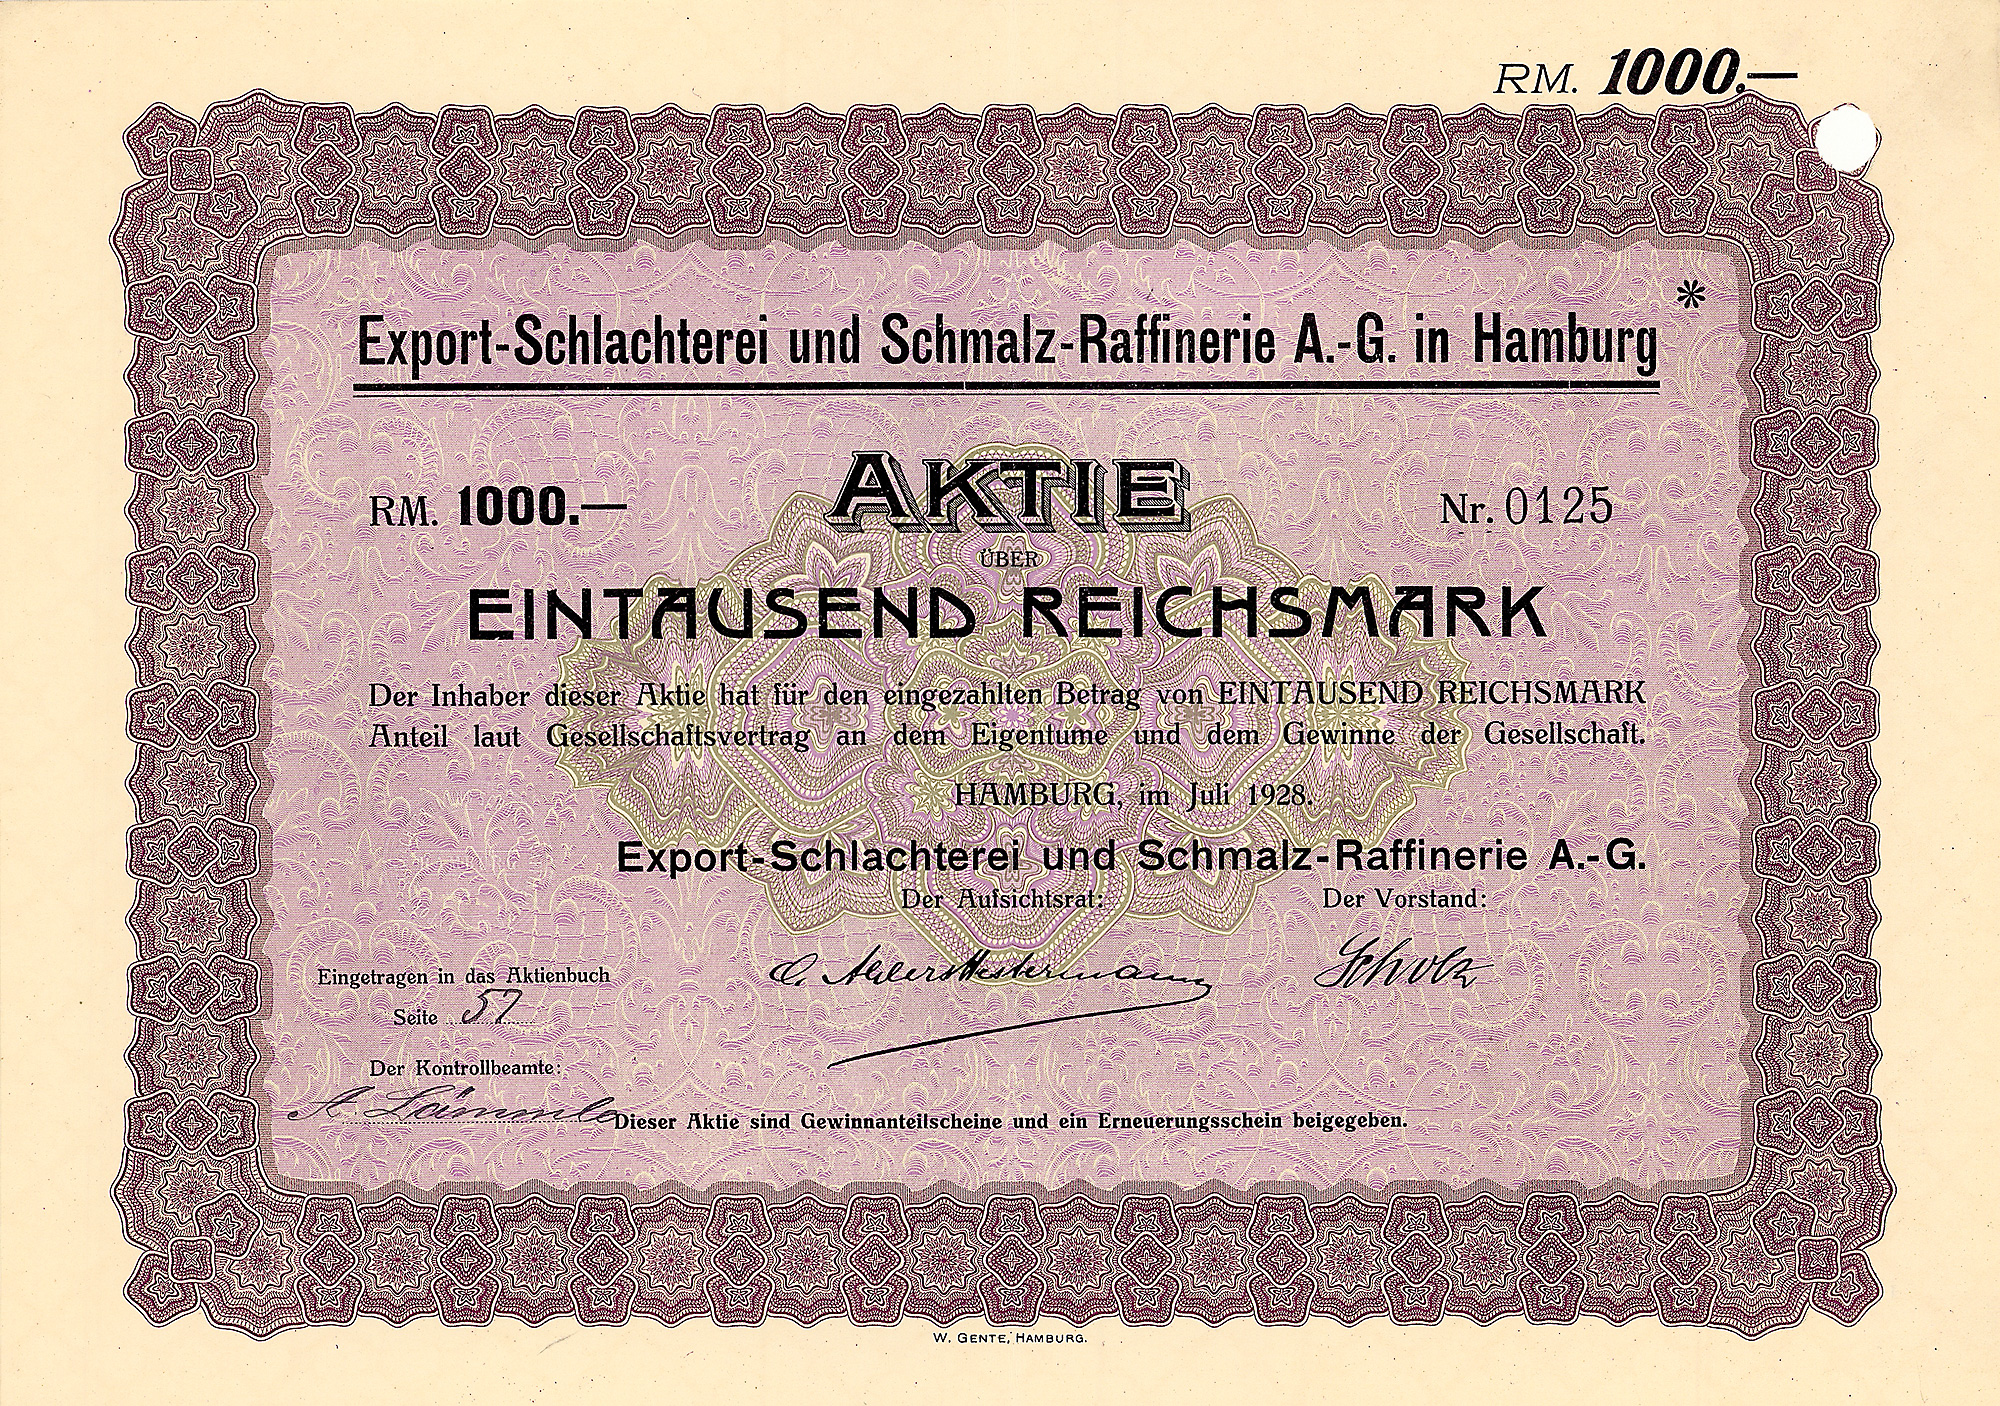 RM. 1000.—
*
Export-Schlachterei und Schmalz-Raffinerie A.-G. in Hamburg
RM. 1000.— AKTIE Nr. 0125
ÜBER
EINTAUSEND REICHSMARK
Der Inhaber dieser Aktie hat für den eingezahlten Betrag von EINTAUSEND REICHSMARK
Anteil laut Gesellschaftsvertrag an dem Eigentume und dem Gewinne der Gesellschaft.
HAMBURG, im Juli 1928.
Export-Schlachterei und Schmalz-Raffinerie A.-G.
Der Aufsichtsrat: Der Vorstand:
Scholz
Eingetragen in das Aktienbuch
Seite 57
Der Kontrollbeamte:
Dieser Aktie sind Gewinnanteilscheine und ein Erneuerungsschein beigegeben.
W. GENTE, HAMBURG.